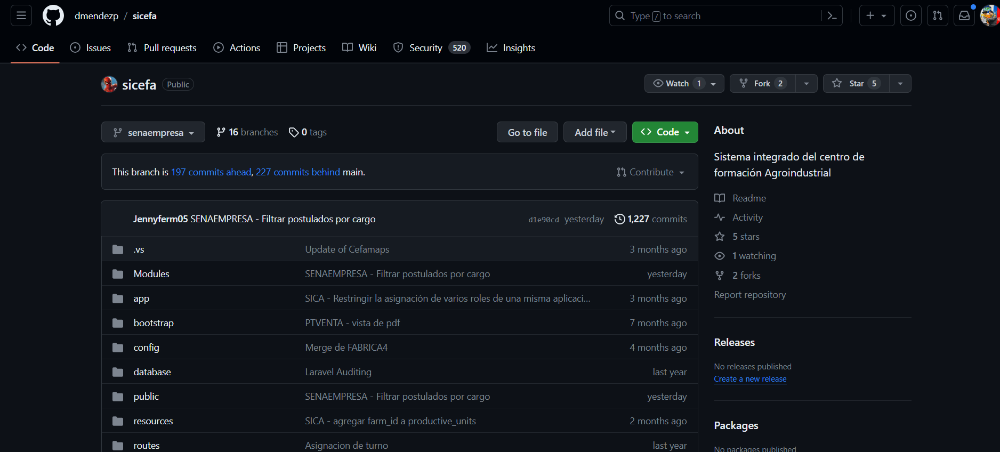 dmendezp / sicefa
Type / to search
Code Issues Pull requests Actions Projects Wiki Security 520 Insights
sicefa Public
Watch 1 Fork 2 Star 5
senaempresa 16 branches 0 tags Go to file Add file Code
This branch is 197 commits ahead, 227 commits behind main. Contribute
Jennyferm05 SENAEMPRESA - Filtrar postulados por cargo d1e90cd yesterday 1,227 commits
.vs Update of Cefamaps 3 months ago
Modules SENAEMPRESA - Filtrar postulados por cargo yesterday
app SICA - Restringir la asignación de varios roles de una misma aplicaci... 3 months ago
bootstrap PTVENTA - vista de pdf 7 months ago
config Merge de FABRICA4 4 months ago
database Laravel Auditing last year
public SENAEMPRESA - Filtrar postulados por cargo yesterday
resources SICA - agregar farm_id a productive_units 2 months ago
routes Asignacion de turno last year
About
Sistema integrado del centro de
formación Agroindustrial
Readme
Activity
5 stars
1 watching
2 forks
Report repository
Releases
No releases published
Create a new release
Packages
No packages published